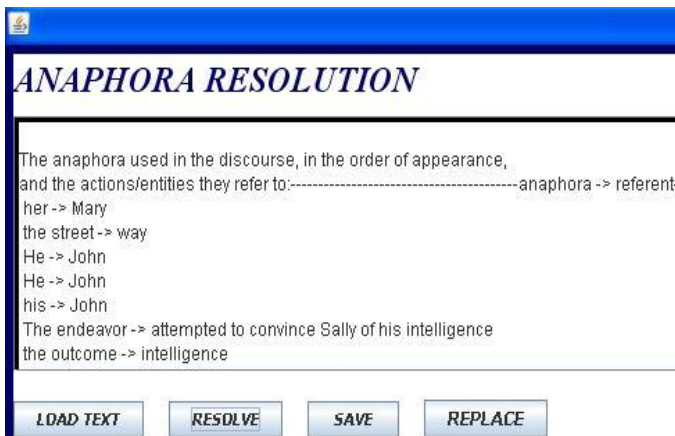 ANAPHORA RESOLUTION
The anaphora used in the discourse, in the order of appearance,
and the actions/entities they refer to:-----------------------------------------anaphora -> referent-
her -> Mary
the street -> way
He -> John
He -> John
his -> John
The endeavor -> attempted to convince Sally of his intelligence
the outcome -> intelligence
LOAD TEXT RESOLVE SAVE REPLACE